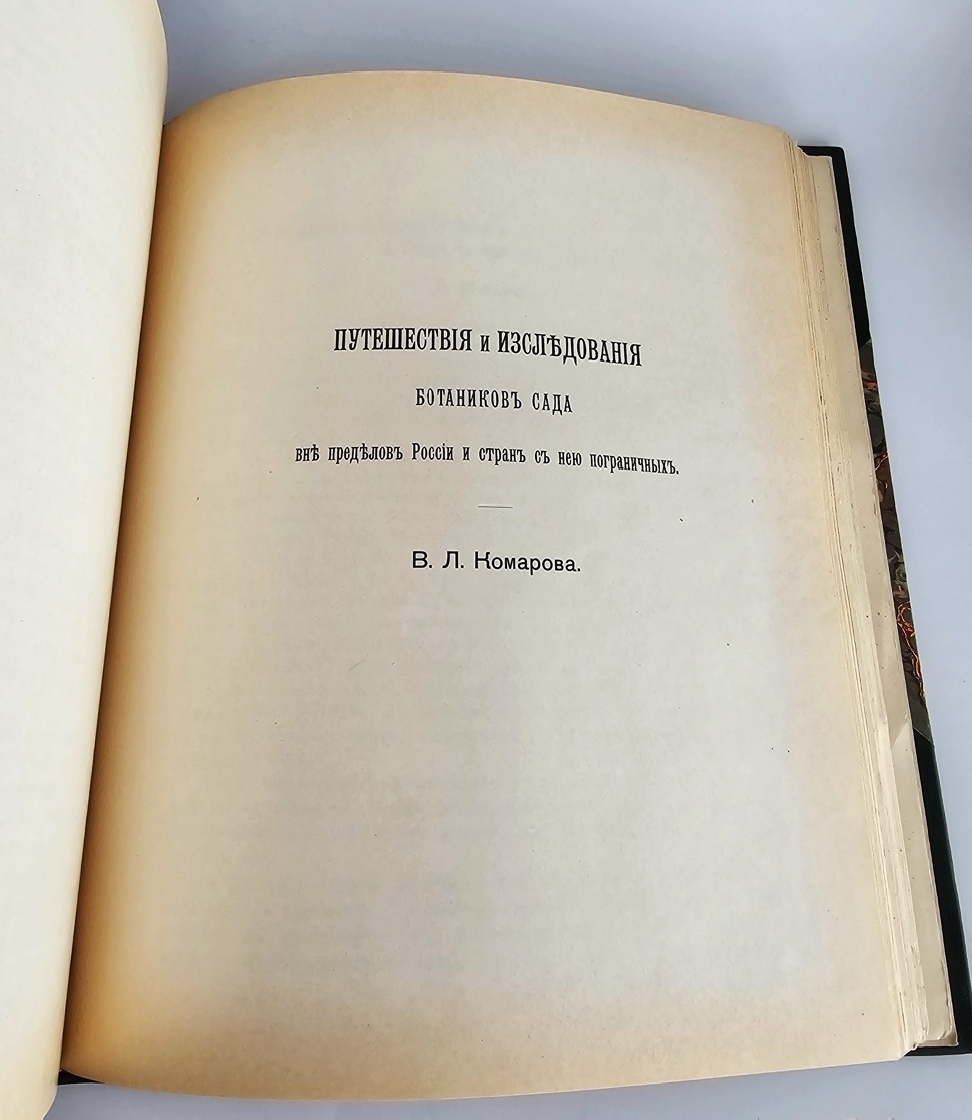 ПУТЕШЕСТВІЯ и ИЗСЛѢДОВАНІЯ
БОТАНИКОВЪ САДА
внѣ предѣловъ Россіи и странъ съ нею пограничныхъ.
В. Л. Комарова.